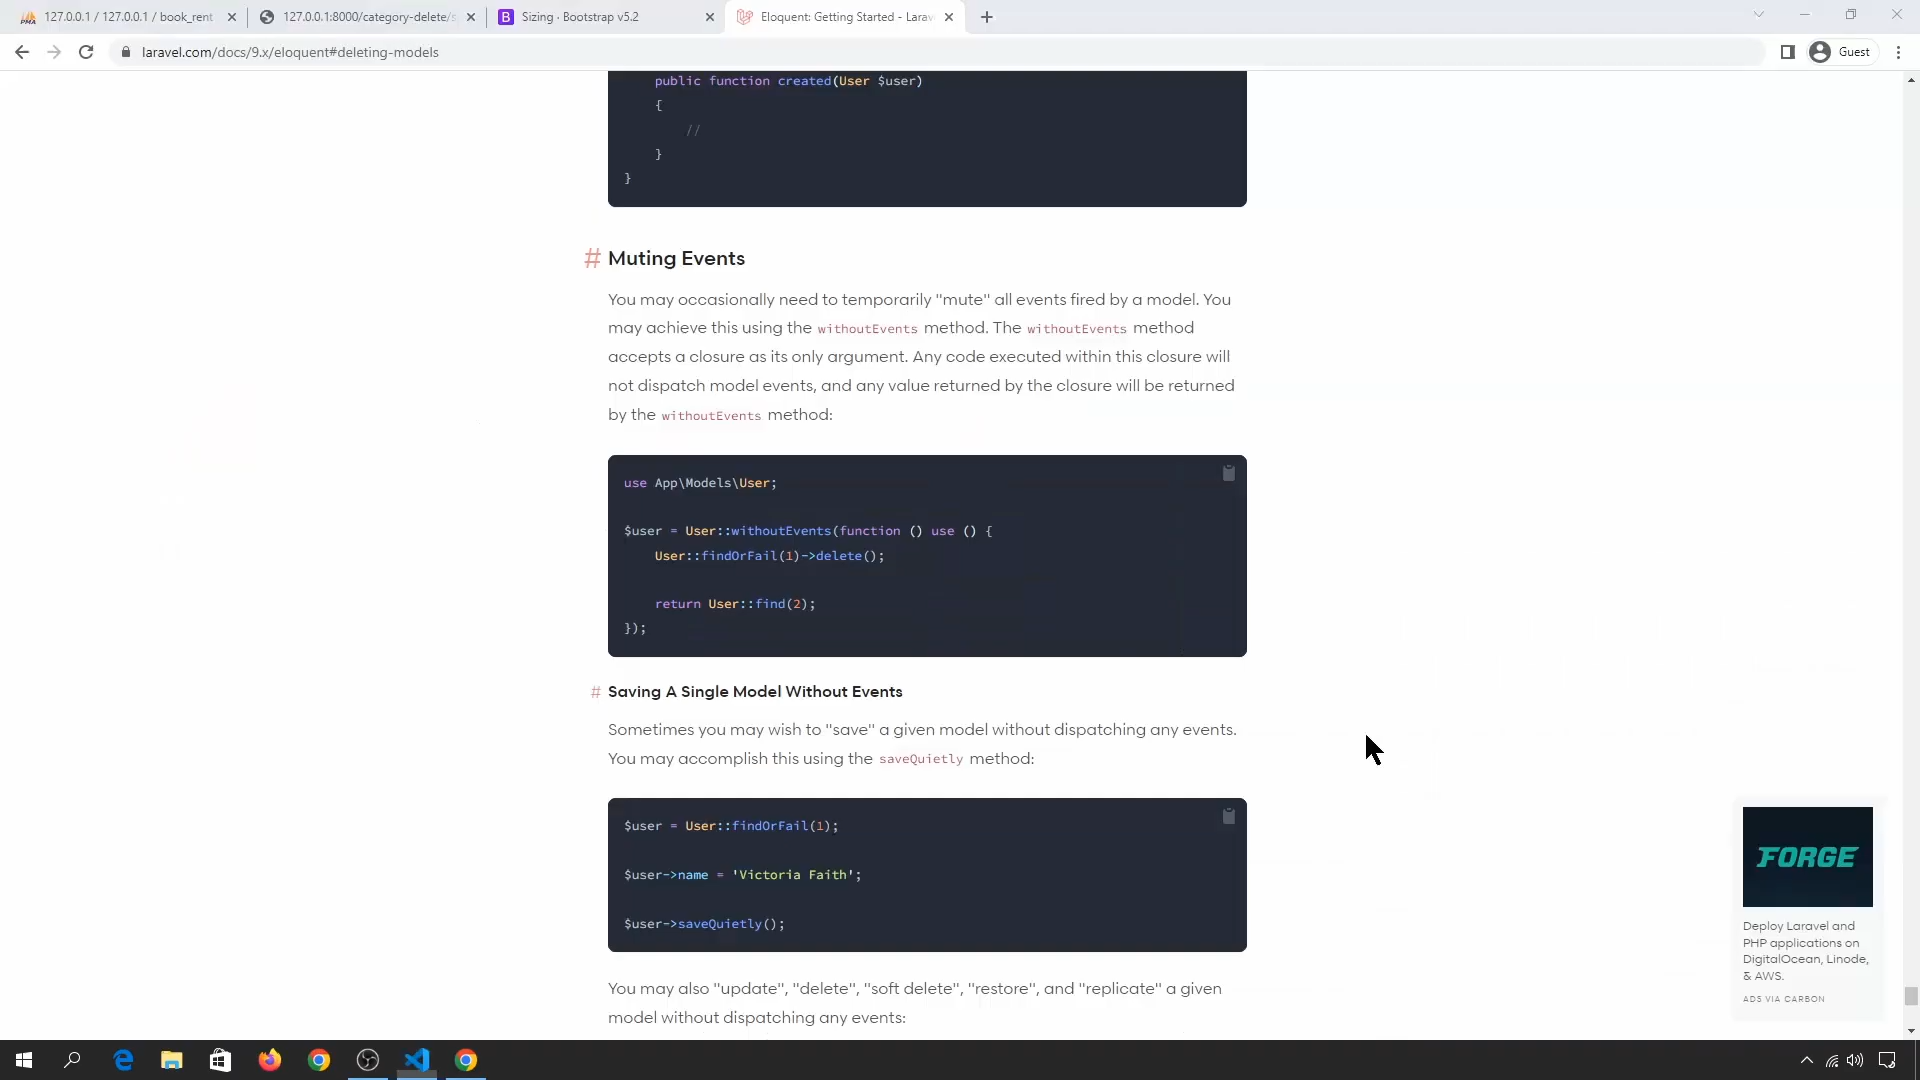 127.0.0.1 / 127.0.0.1 / book_rent
127.0.0.1:8000/category-delete/s
Sizing · Bootstrap v5.2
Eloquent: Getting Started - Larav
laravel.com/docs/9.x/eloquent#deleting-models
Guest
public function created(User $user)
{
//
}
}
# Muting Events
You may occasionally need to temporarily "mute" all events fired by a model. You
may achieve this using the withoutEvents method. The withoutEvents method
accepts a closure as its only argument. Any code executed within this closure will
not dispatch model events, and any value returned by the closure will be returned
by the withoutEvents method:
use App\Models\User;
$user = User::withoutEvents(function () use () {
User::findOrFail(1)->delete();
return User::find(2);
});
# Saving A Single Model Without Events
Sometimes you may wish to "save" a given model without dispatching any events.
You may accomplish this using the saveQuietly method:
$user = User::findOrFail(1);
$user->name = 'Victoria Faith';
$user->saveQuietly();
You may also "update", "delete", "soft delete", "restore", and "replicate" a given
model without dispatching any events:
FORGE
Deploy Laravel and
PHP applications on
DigitalOcean, Linode,
& AWS.
ADS VIA CARBON